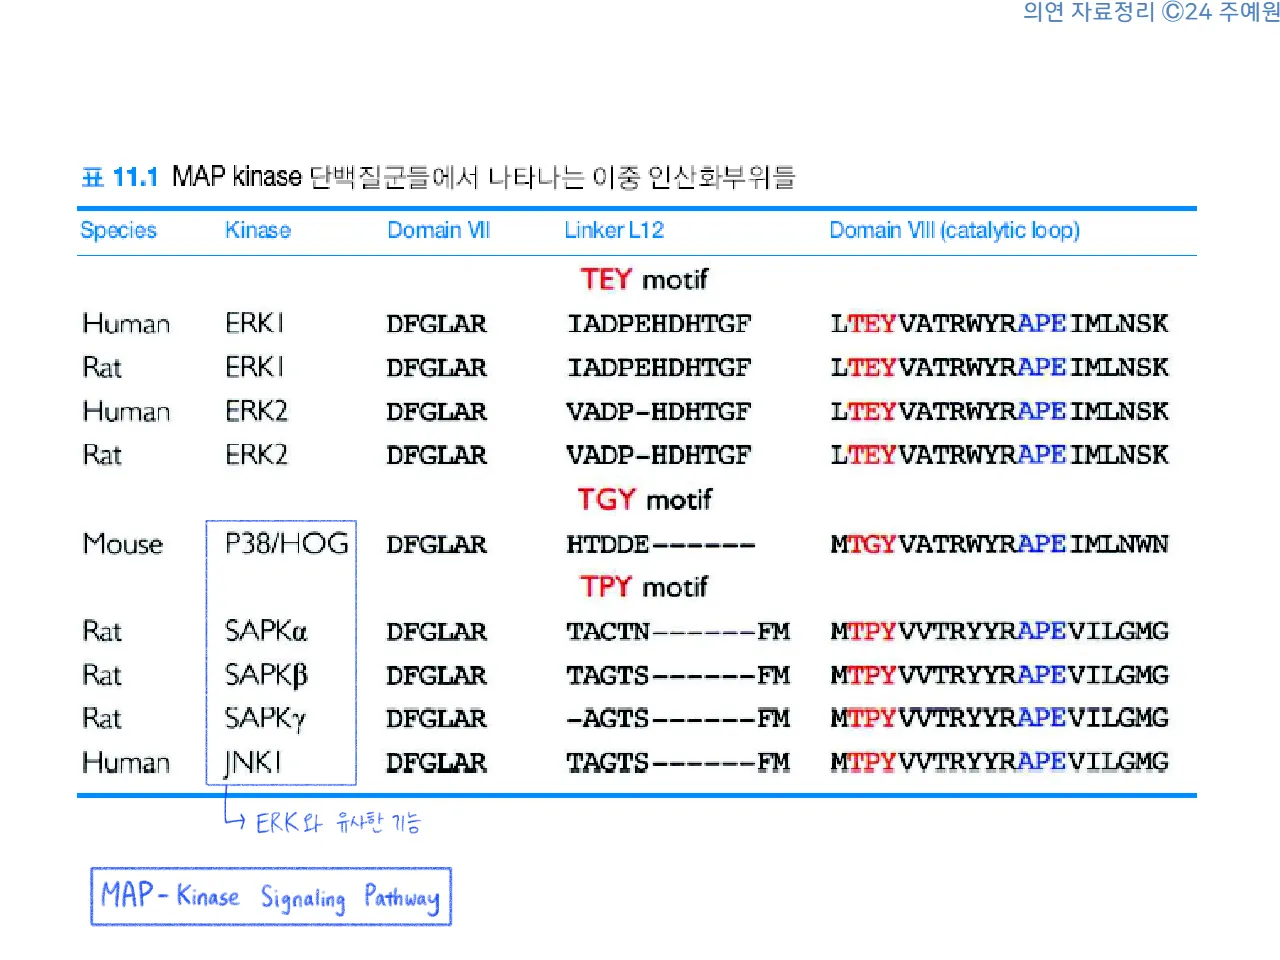 의연 자료정리 ©24 주예원
표 11.1 MAP kinase 단백질군들에서 나타나는 이중 인산화부위들
Species Kinase Domain VII Linker L12 Domain VIII (catalytic loop)
TEY motif
Human ERK1 DFGLAR IADPEHDHTGF LTEYVATRWYRAPEIMLNSK
Rat ERK1 DFGLAR IADPEHDHTGF LTEYVATRWYRAPEIMLNSK
Human ERK2 DFGLAR VADP-HDHTGF LTEYVATRWYRAPEIMLNSK
Rat ERK2 DFGLAR VADP-HDHTGF LTEYVATRWYRAPEIMLNSK
TGY motif
Mouse P38/HOG DFGLAR HTDDE------ MTGYVATRWYRAPEIMLNWN
TPY motif
Rat SAPKα DFGLAR TACTN------FM MTPYVVTRYYRAPEVILGMG
Rat SAPKβ DFGLAR TAGTS------FM MTPYVVTRYYRAPEVILGMG
Rat SAPKγ DFGLAR -AGTS------FM MTPYVVTRYYRAPEVILGMG
Human JNK1 DFGLAR TAGTS------FM MTPYVVTRYYRAPEVILGMG
ERK와 유사한 기능
MAP-Kinase Signaling Pathway